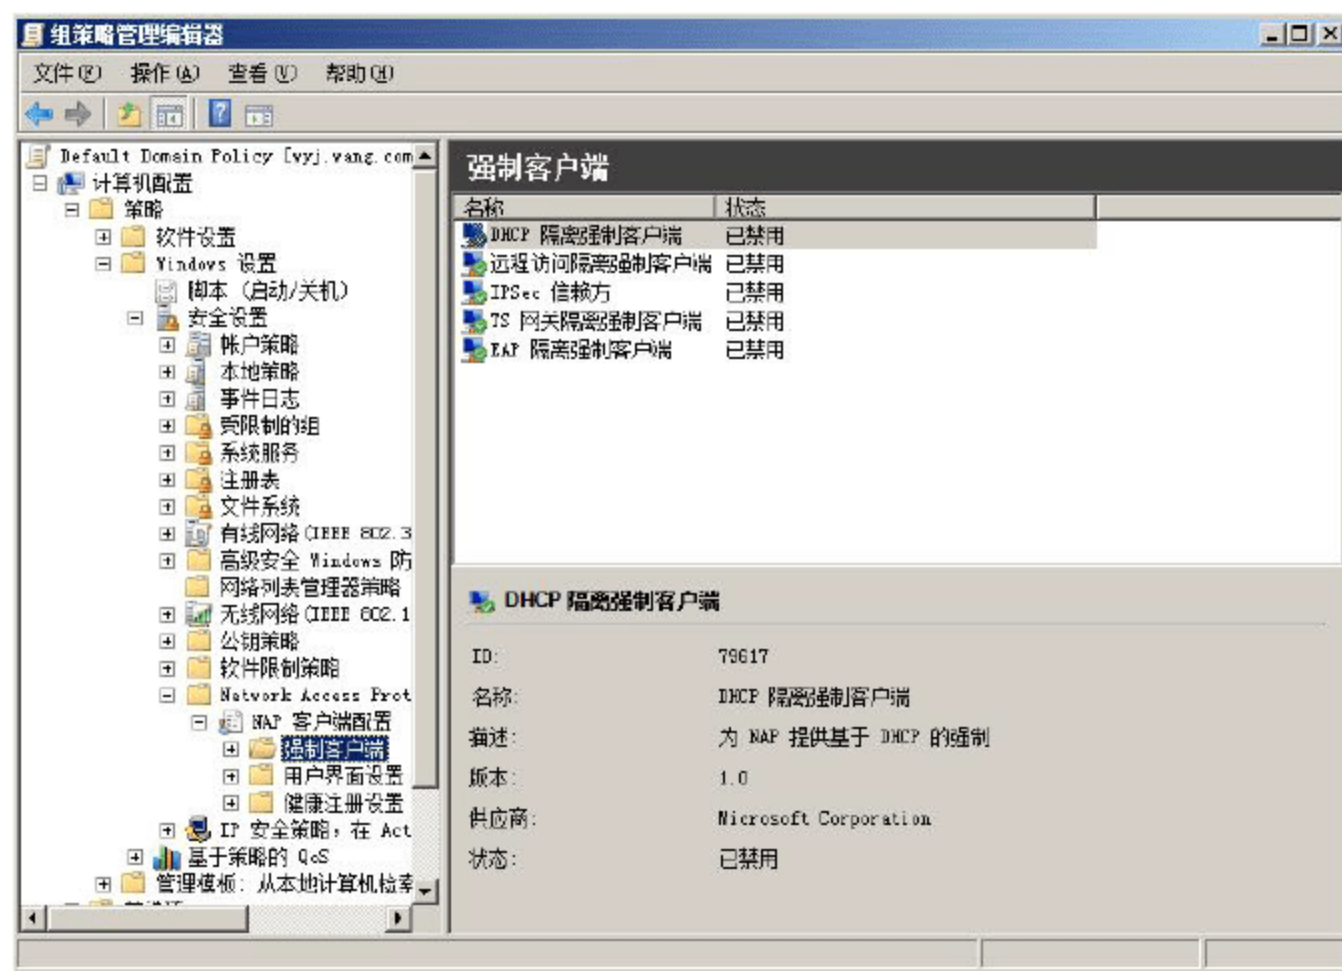 组策略管理编辑器
文件(F) 操作(A) 查看(V) 帮助(H)
Default Domain Policy [wyj.wang.com
计算机配置
策略
软件设置
Windows 设置
脚本 (启动/关机)
安全设置
帐户策略
本地策略
事件日志
受限制的组
系统服务
注册表
文件系统
有线网络(IEEE 802.3
高级安全 Windows 防
网络列表管理器策略
无线网络(IEEE 802.1
公钥策略
软件限制策略
Network Access Prot
NAP 客户端配置
强制客户端
用户界面设置
健康注册设置
IP 安全策略，在 Act
基于策略的 QoS
管理模板: 从本地计算机检索
强制客户端
名称 状态
DHCP 隔离强制客户端 已禁用
远程访问隔离强制客户端 已禁用
IPSec 信赖方 已禁用
TS 网关隔离强制客户端 已禁用
EAP 隔离强制客户端 已禁用
DHCP 隔离强制客户端
ID: 79617
名称: DHCP 隔离强制客户端
描述: 为 NAP 提供基于 DHCP 的强制
版本: 1.0
供应商: Microsoft Corporation
状态: 已禁用